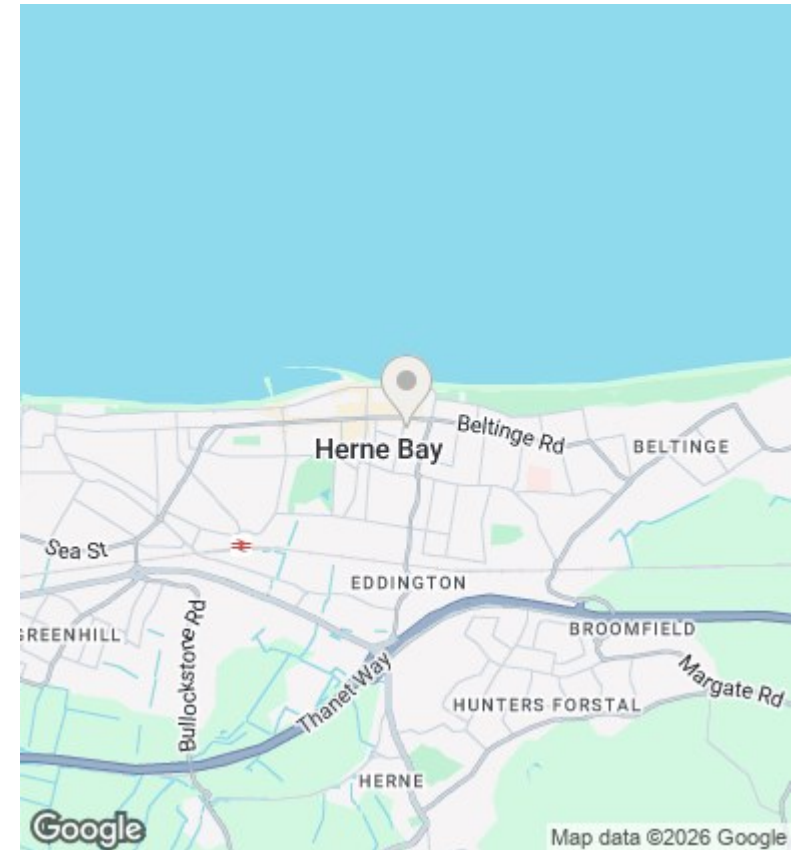 Beltinge Rd
Herne Bay
BELTINGE
Sea St
EDDINGTON
GREENHILL
Bullockstone Rd
BROOMFIELD
Thanet Way
Margate Rd
HUNTERS FORSTAL
HERNE
Google
Map data ©2026 Google